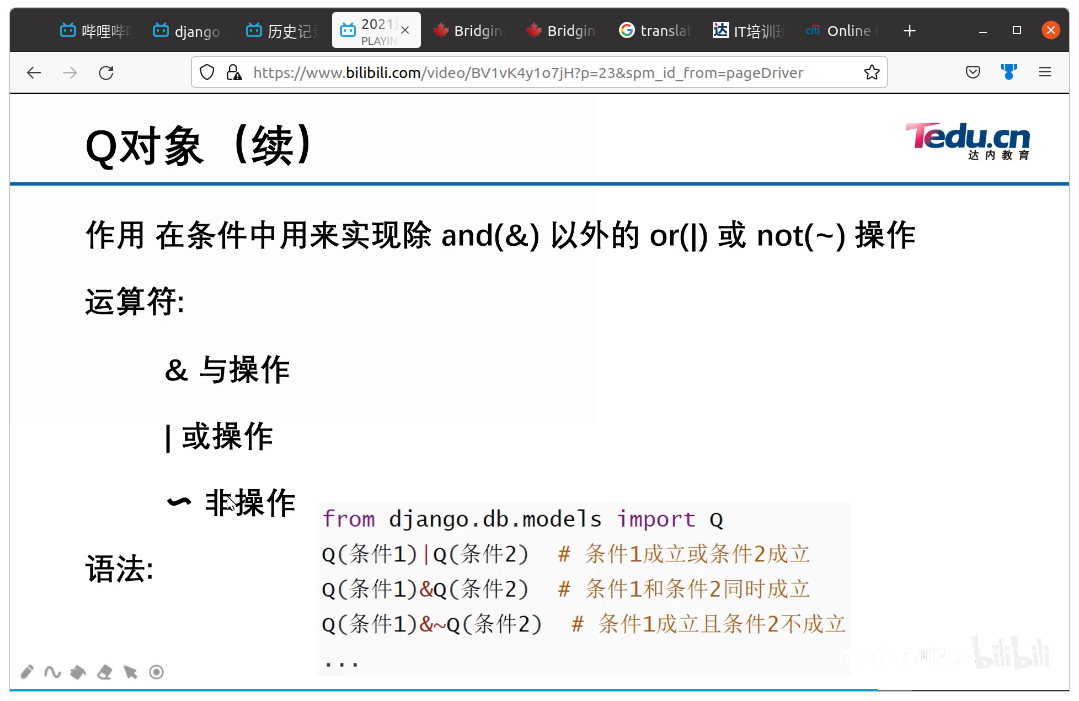 哔哩哔
django
历史记
2021
PLAYIN
Bridgin
Bridgin
translat
达 IT培训
citi Online
https://www.bilibili.com/video/BV1vK4y1o7jH?p=23&spm_id_from=pageDriver
Q对象（续）
Tedu.cn
达内教育
作用 在条件中用来实现除 and(&) 以外的 or(|) 或 not(~) 操作
运算符:
& 与操作
| 或操作
~ 非操作
语法:
from django.db.models import Q
Q(条件1)|Q(条件2) # 条件1成立或条件2成立
Q(条件1)&Q(条件2) # 条件1和条件2同时成立
Q(条件1)&~Q(条件2) # 条件1成立且条件2不成立
...
bilibili